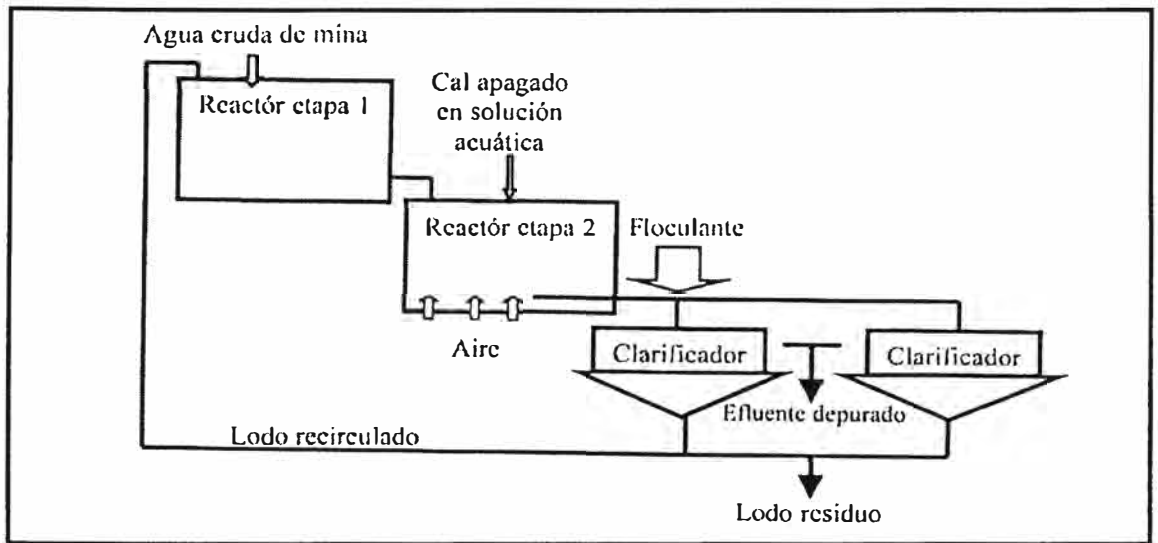 Agua cruda de mina
Reactór etapa 1
Cal apagado
en solución
acuática
Reactór etapa 2
Floculante
Aire
Clarificador
Clarificador
Efluente depurado
Lodo recirculado
Lodo residuo